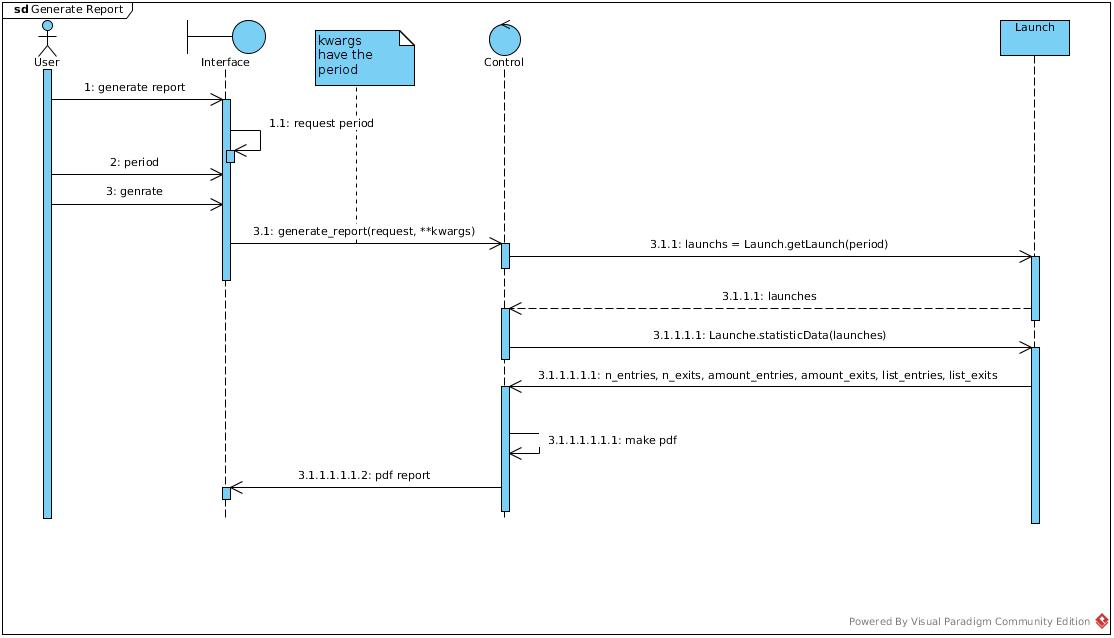 sd Generate Report
User
Interface
kwargs
have the
period
Control
Launch
1: generate report
1.1: request period
2: period
3: genrate
3.1: generate_report(request, **kwargs)
3.1.1: launchs = Launch.getLaunch(period)
3.1.1.1: launches
3.1.1.1.1: Launche.statisticData(launches)
3.1.1.1.1.1: n_entries, n_exits, amount_entries, amount_exits, list_entries, list_exits
3.1.1.1.1.1.1: make pdf
3.1.1.1.1.1.2: pdf report
Powered By Visual Paradigm Community Edition